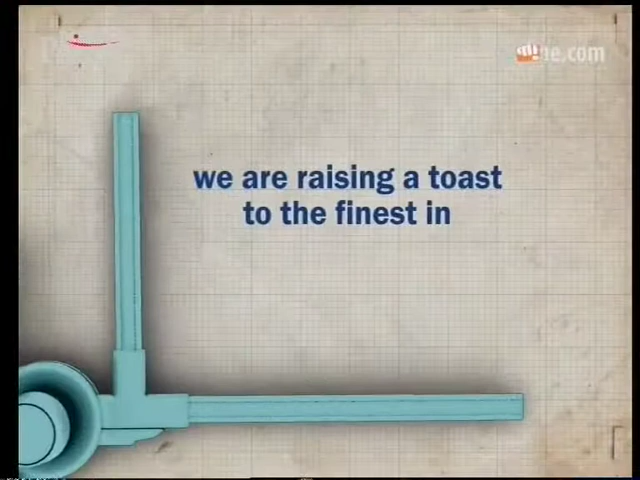 we are raising a toast
to the finest in